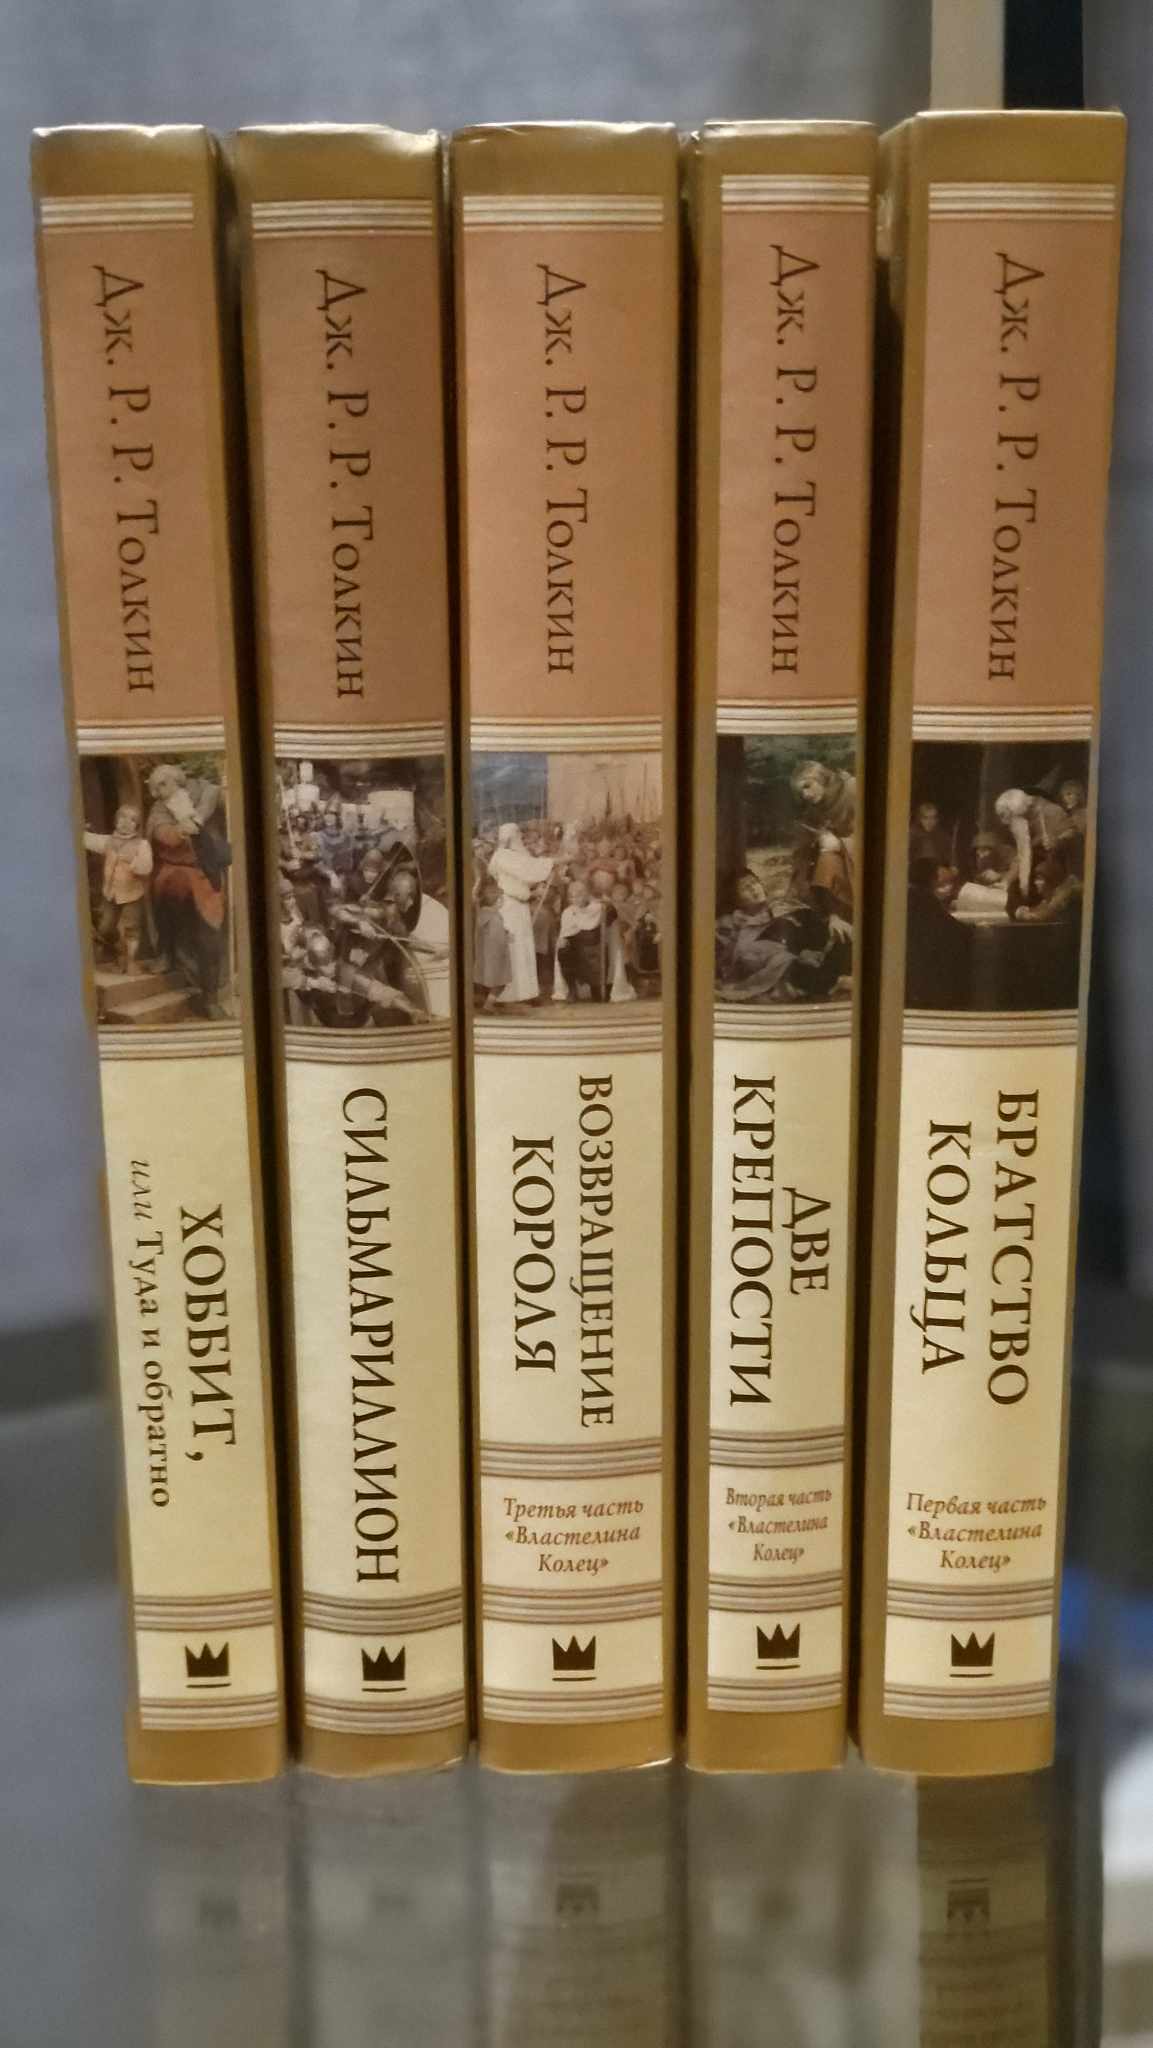 Дж. Р. Р. Толкин
ХОББИТ,
или Туда и обратно
Дж. Р. Р. Толкин
СИЛЬМАРИЛЛИОН
Дж. Р. Р. Толкин
ВОЗВРАЩЕНИЕ
КОРОЛЯ
Третья часть
«Властелина
Колец»
Дж. Р. Р. Толкин
ДВЕ
КРЕПОСТИ
Вторая часть
«Властелина
Колец»
Дж. Р. Р. Толкин
БРАТСТВО
КОЛЬЦА
Первая часть
«Властелина
Колец»